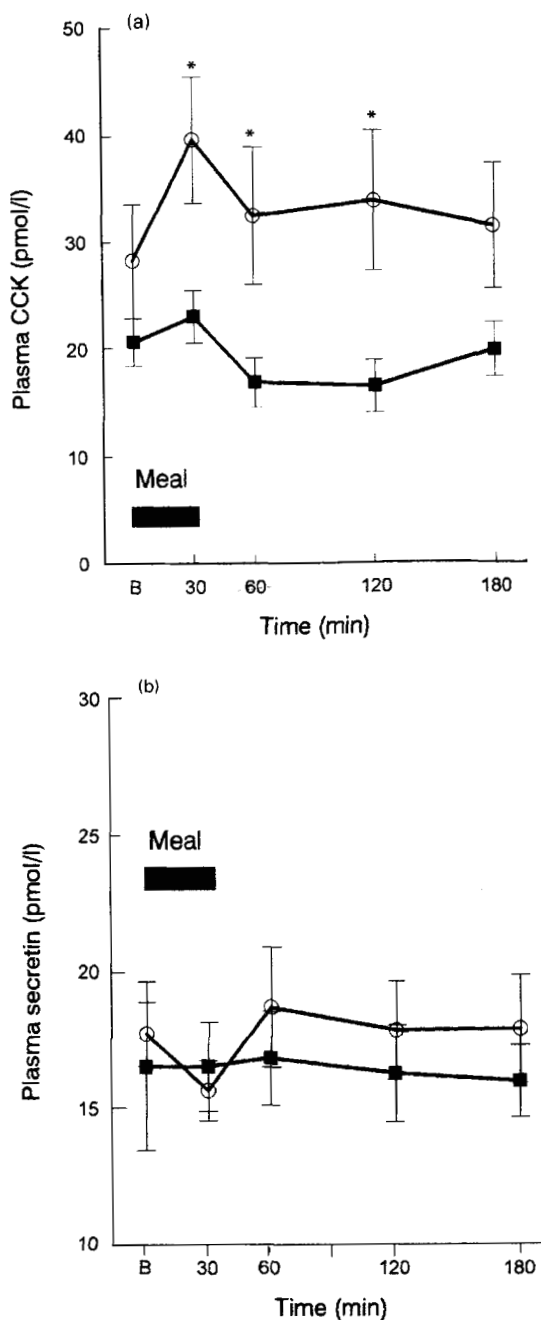 (a)
50
40
30
20
10
0
Plasma CCK (pmol/l)
* * *
Meal
B 30 60 120 180
Time (min)
(b)
30
25
20
15
10
Plasma secretin (pmol/l)
Meal
B 30 60 120 180
Time (min)